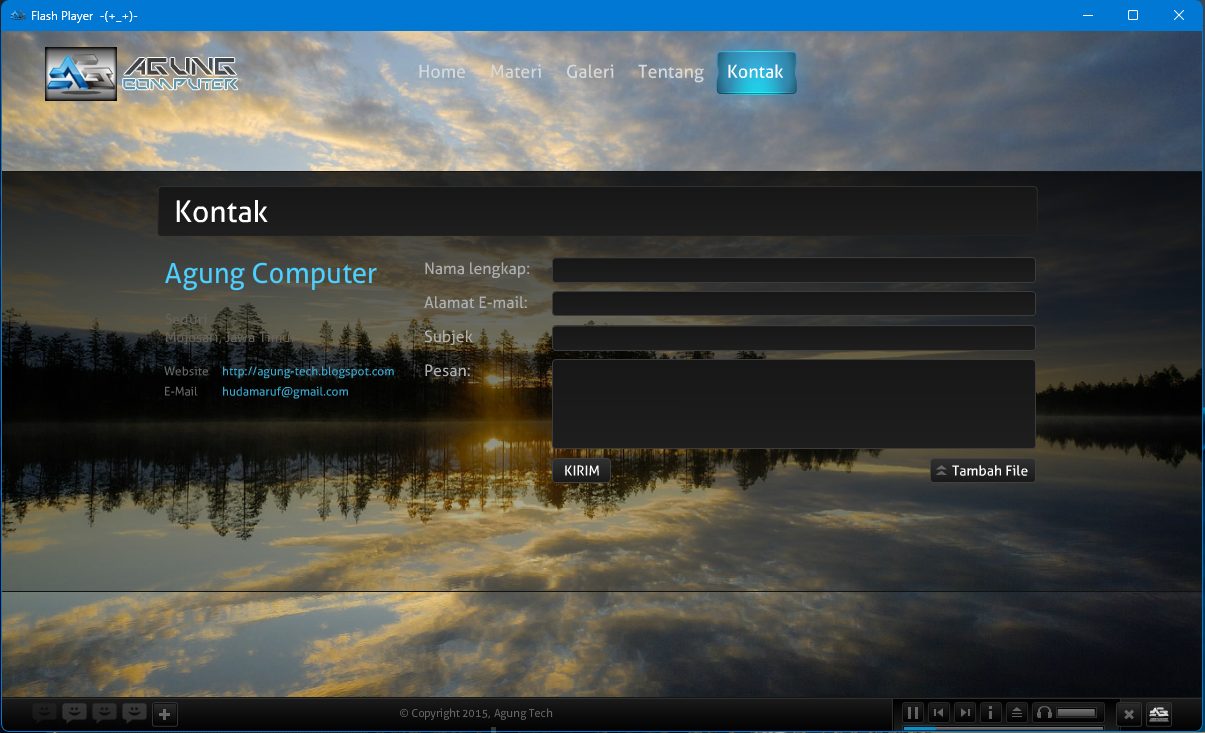 Flash Player -(+_+)-
AGUNG
COMPUTER
Home Materi Galeri Tentang Kontak
Kontak
Agung Computer
Mojosari, Jawa Timur
Website http://agung-tech.blogspot.com
E-Mail hudamaruf@gmail.com
Nama lengkap:
Alamat E-mail:
Subjek
Pesan:
KIRIM
Tambah File
© Copyright 2015, Agung Tech